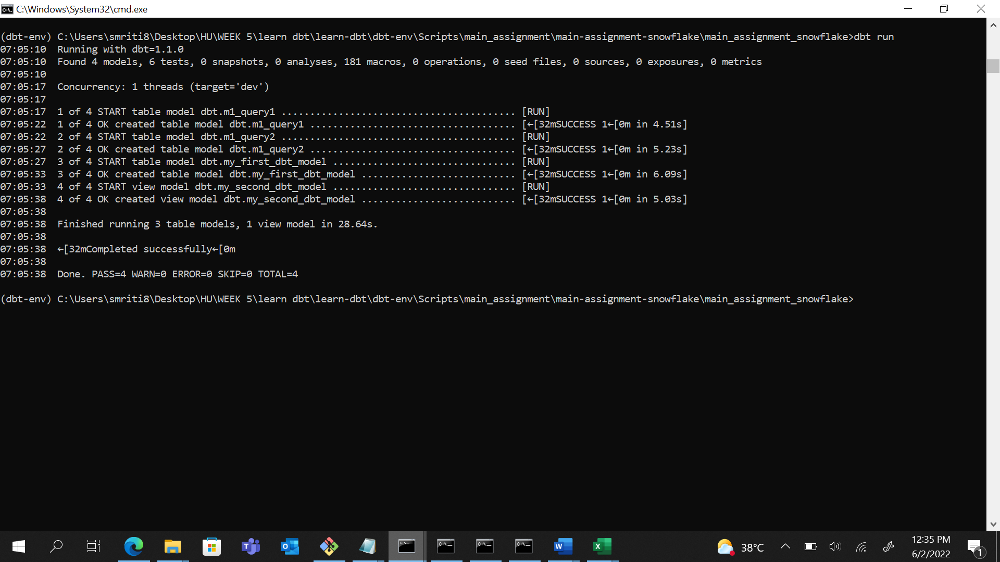 C:\Windows\System32\cmd.exe
(dbt-env) C:\Users\smriti8\Desktop\HU\WEEK 5\learn dbt\learn-dbt\dbt-env\Scripts\main_assignment\main-assignment-snowflake\main_assignment_snowflake>dbt run
07:05:10  Running with dbt=1.1.0
07:05:10  Found 4 models, 6 tests, 0 snapshots, 0 analyses, 181 macros, 0 operations, 0 seed files, 0 sources, 0 exposures, 0 metrics
07:05:10
07:05:17  Concurrency: 1 threads (target='dev')
07:05:17
07:05:17  1 of 4 START table model dbt.m1_query1 ......................................... [RUN]
07:05:22  1 of 4 OK created table model dbt.m1_query1 .................................... [←[32mSUCCESS 1←[0m in 4.51s]
07:05:22  2 of 4 START table model dbt.m1_query2 ......................................... [RUN]
07:05:27  2 of 4 OK created table model dbt.m1_query2 .................................... [←[32mSUCCESS 1←[0m in 5.23s]
07:05:27  3 of 4 START table model dbt.my_first_dbt_model ................................ [RUN]
07:05:33  3 of 4 OK created table model dbt.my_first_dbt_model ........................... [←[32mSUCCESS 1←[0m in 6.09s]
07:05:33  4 of 4 START view model dbt.my_second_dbt_model ................................ [RUN]
07:05:38  4 of 4 OK created view model dbt.my_second_dbt_model ........................... [←[32mSUCCESS 1←[0m in 5.03s]
07:05:38
07:05:38  Finished running 3 table models, 1 view model in 28.64s.
07:05:38
07:05:38  ←[32mCompleted successfully←[0m
07:05:38
07:05:38  Done. PASS=4 WARN=0 ERROR=0 SKIP=0 TOTAL=4
(dbt-env) C:\Users\smriti8\Desktop\HU\WEEK 5\learn dbt\learn-dbt\dbt-env\Scripts\main_assignment\main-assignment-snowflake\main_assignment_snowflake>
38°C
12:35 PM
6/2/2022
1